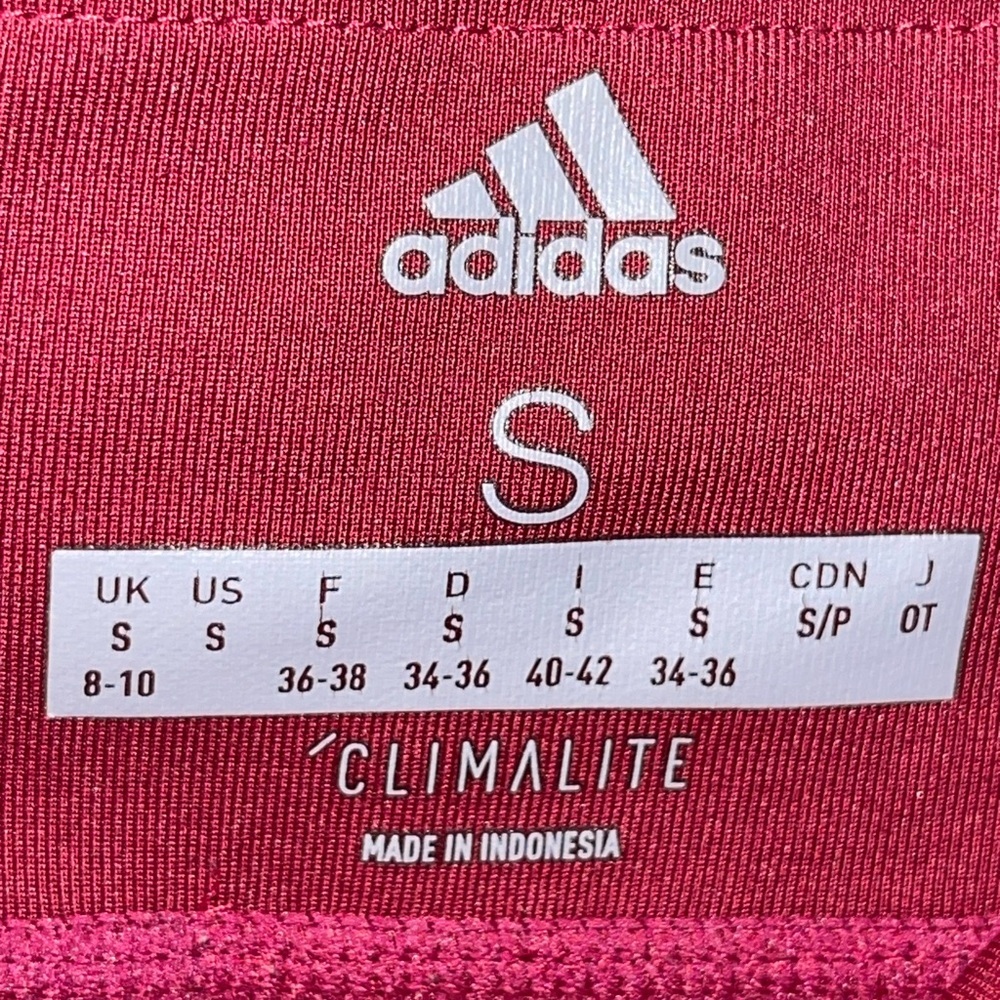 adidas
S
UK US F D I E CDN J
S S S S S S S/P OT
8-10 36-38 34-36 40-42 34-36
´CLIMALITE
MADE IN INDONESIA